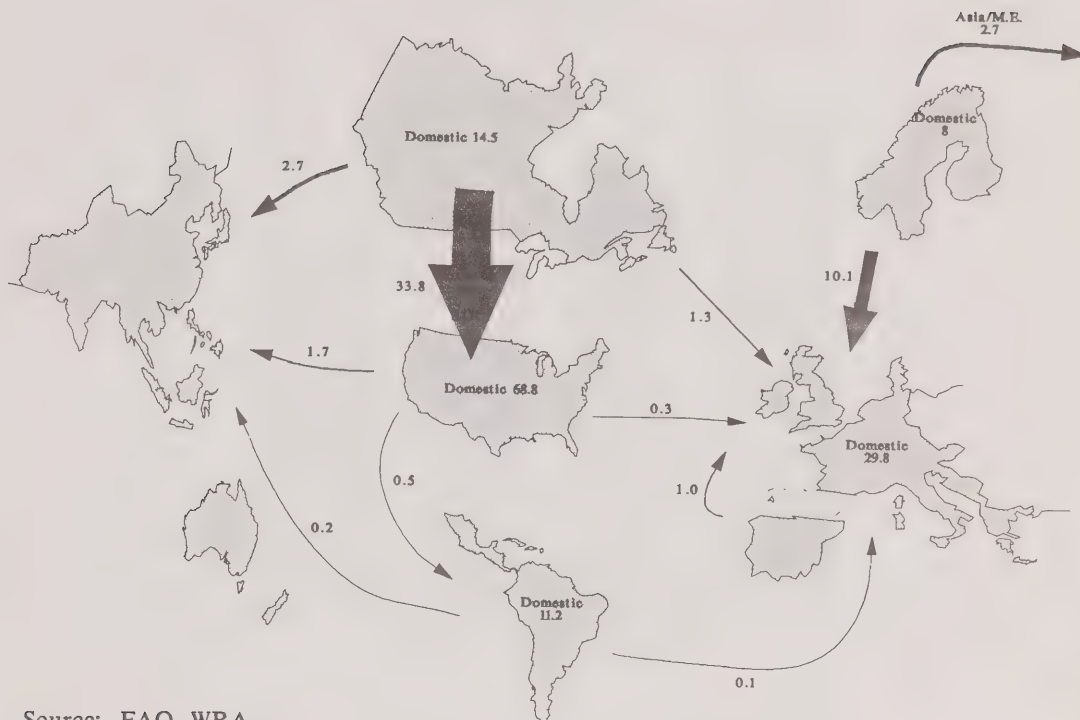 Asia/M.E.
2.7
Domestic 14.5
Domestic
8
2.7
33.8
10.1
1.3
1.7
Domestic 68.8
0.3
Domestic
29.8
0.5
1.0
0.2
Domestic
11.2
0.1
Source: FAO, WRA